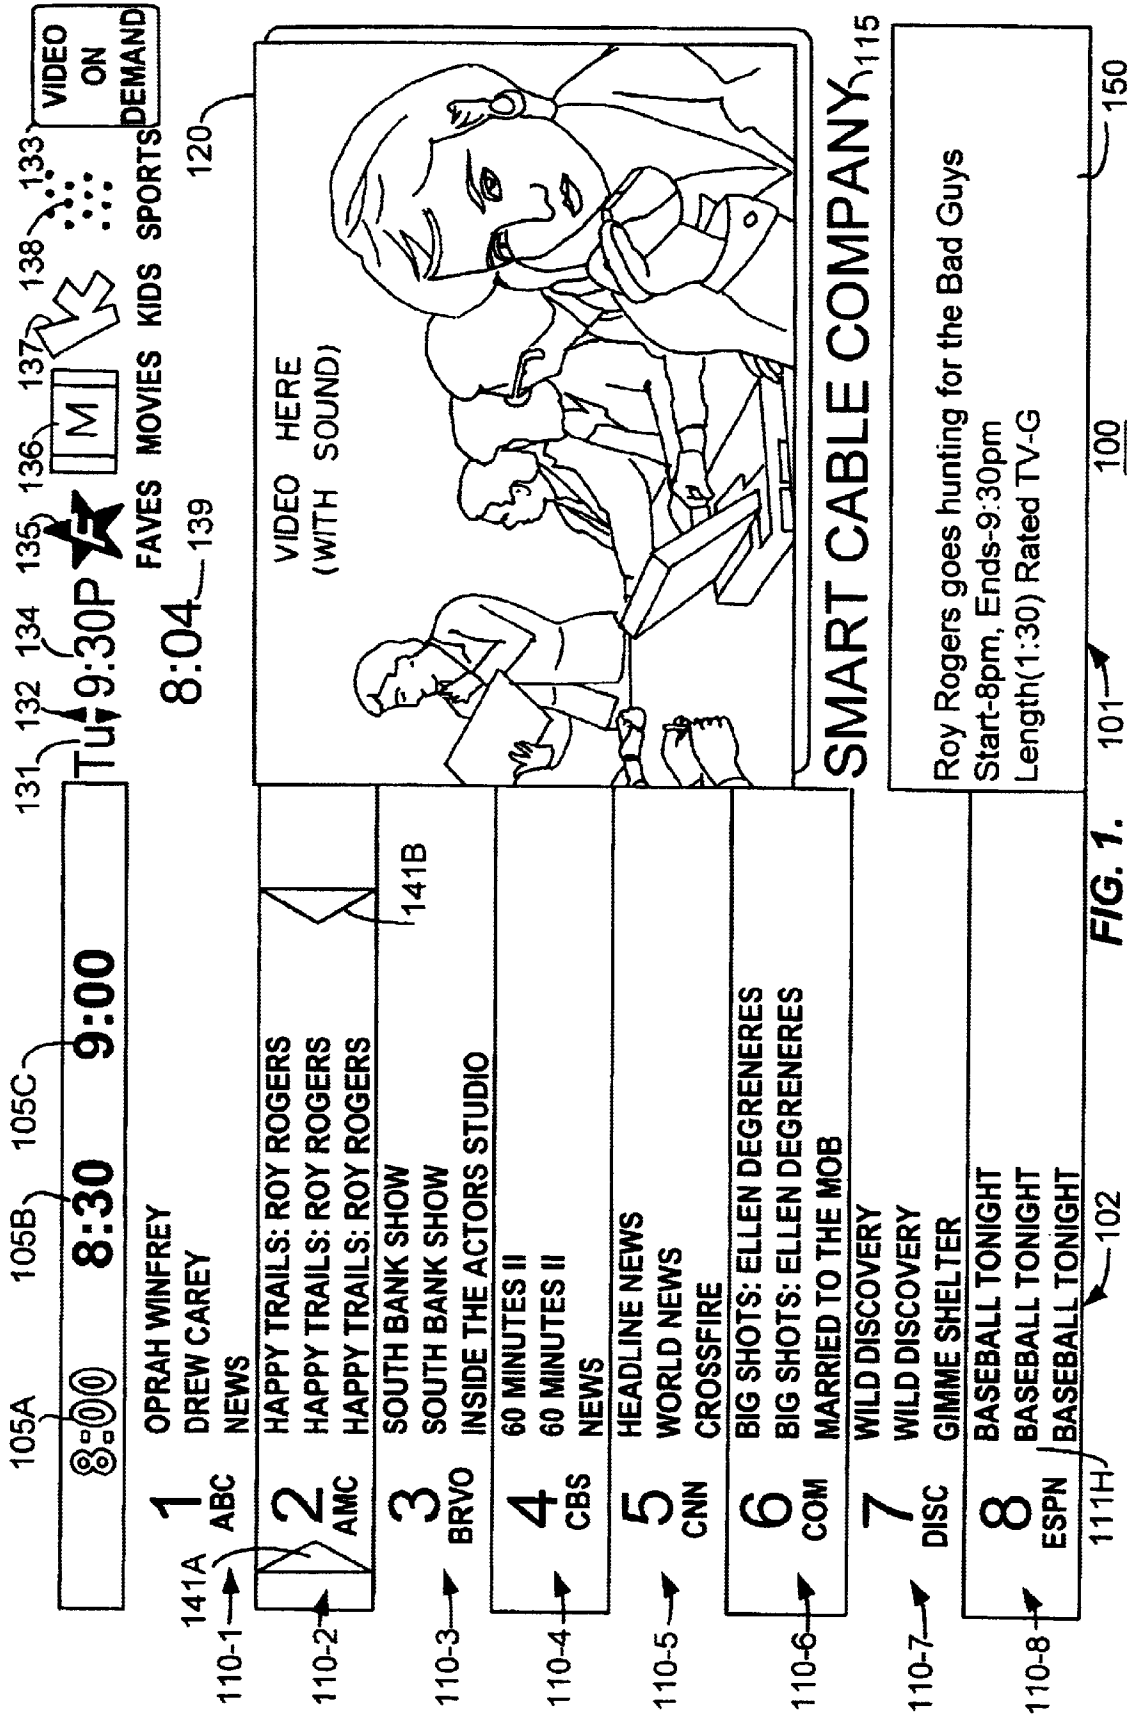 105A
105B
105C
131
132
134
135
136
137
138
133
8:00 8:30 9:00
Tu 9:30P
F
M
VIDEO
ON
DEMAND
FAVES MOVIES KIDS SPORTS
8:04
139
120
110-1
1
ABC
OPRAH WINFREY
DREW CAREY
NEWS
141A
110-2
2
AMC
HAPPY TRAILS: ROY ROGERS
HAPPY TRAILS: ROY ROGERS
HAPPY TRAILS: ROY ROGERS
141B
110-3
3
BRVO
SOUTH BANK SHOW
SOUTH BANK SHOW
INSIDE THE ACTORS STUDIO
110-4
4
CBS
60 MINUTES II
60 MINUTES II
NEWS
110-5
5
CNN
HEADLINE NEWS
WORLD NEWS
CROSSFIRE
110-6
6
COM
BIG SHOTS: ELLEN DEGRENERES
BIG SHOTS: ELLEN DEGRENERES
MARRIED TO THE MOB
110-7
7
DISC
WILD DISCOVERY
WILD DISCOVERY
GIMME SHELTER
110-8
8
ESPN
BASEBALL TONIGHT
BASEBALL TONIGHT
BASEBALL TONIGHT
111H
102
VIDEO HERE
(WITH SOUND)
SMART CABLE COMPANY
115
Roy Rogers goes hunting for the Bad Guys
Start-8pm, Ends-9:30pm
Length(1:30) Rated TV-G
150
101
100
FIG. 1.